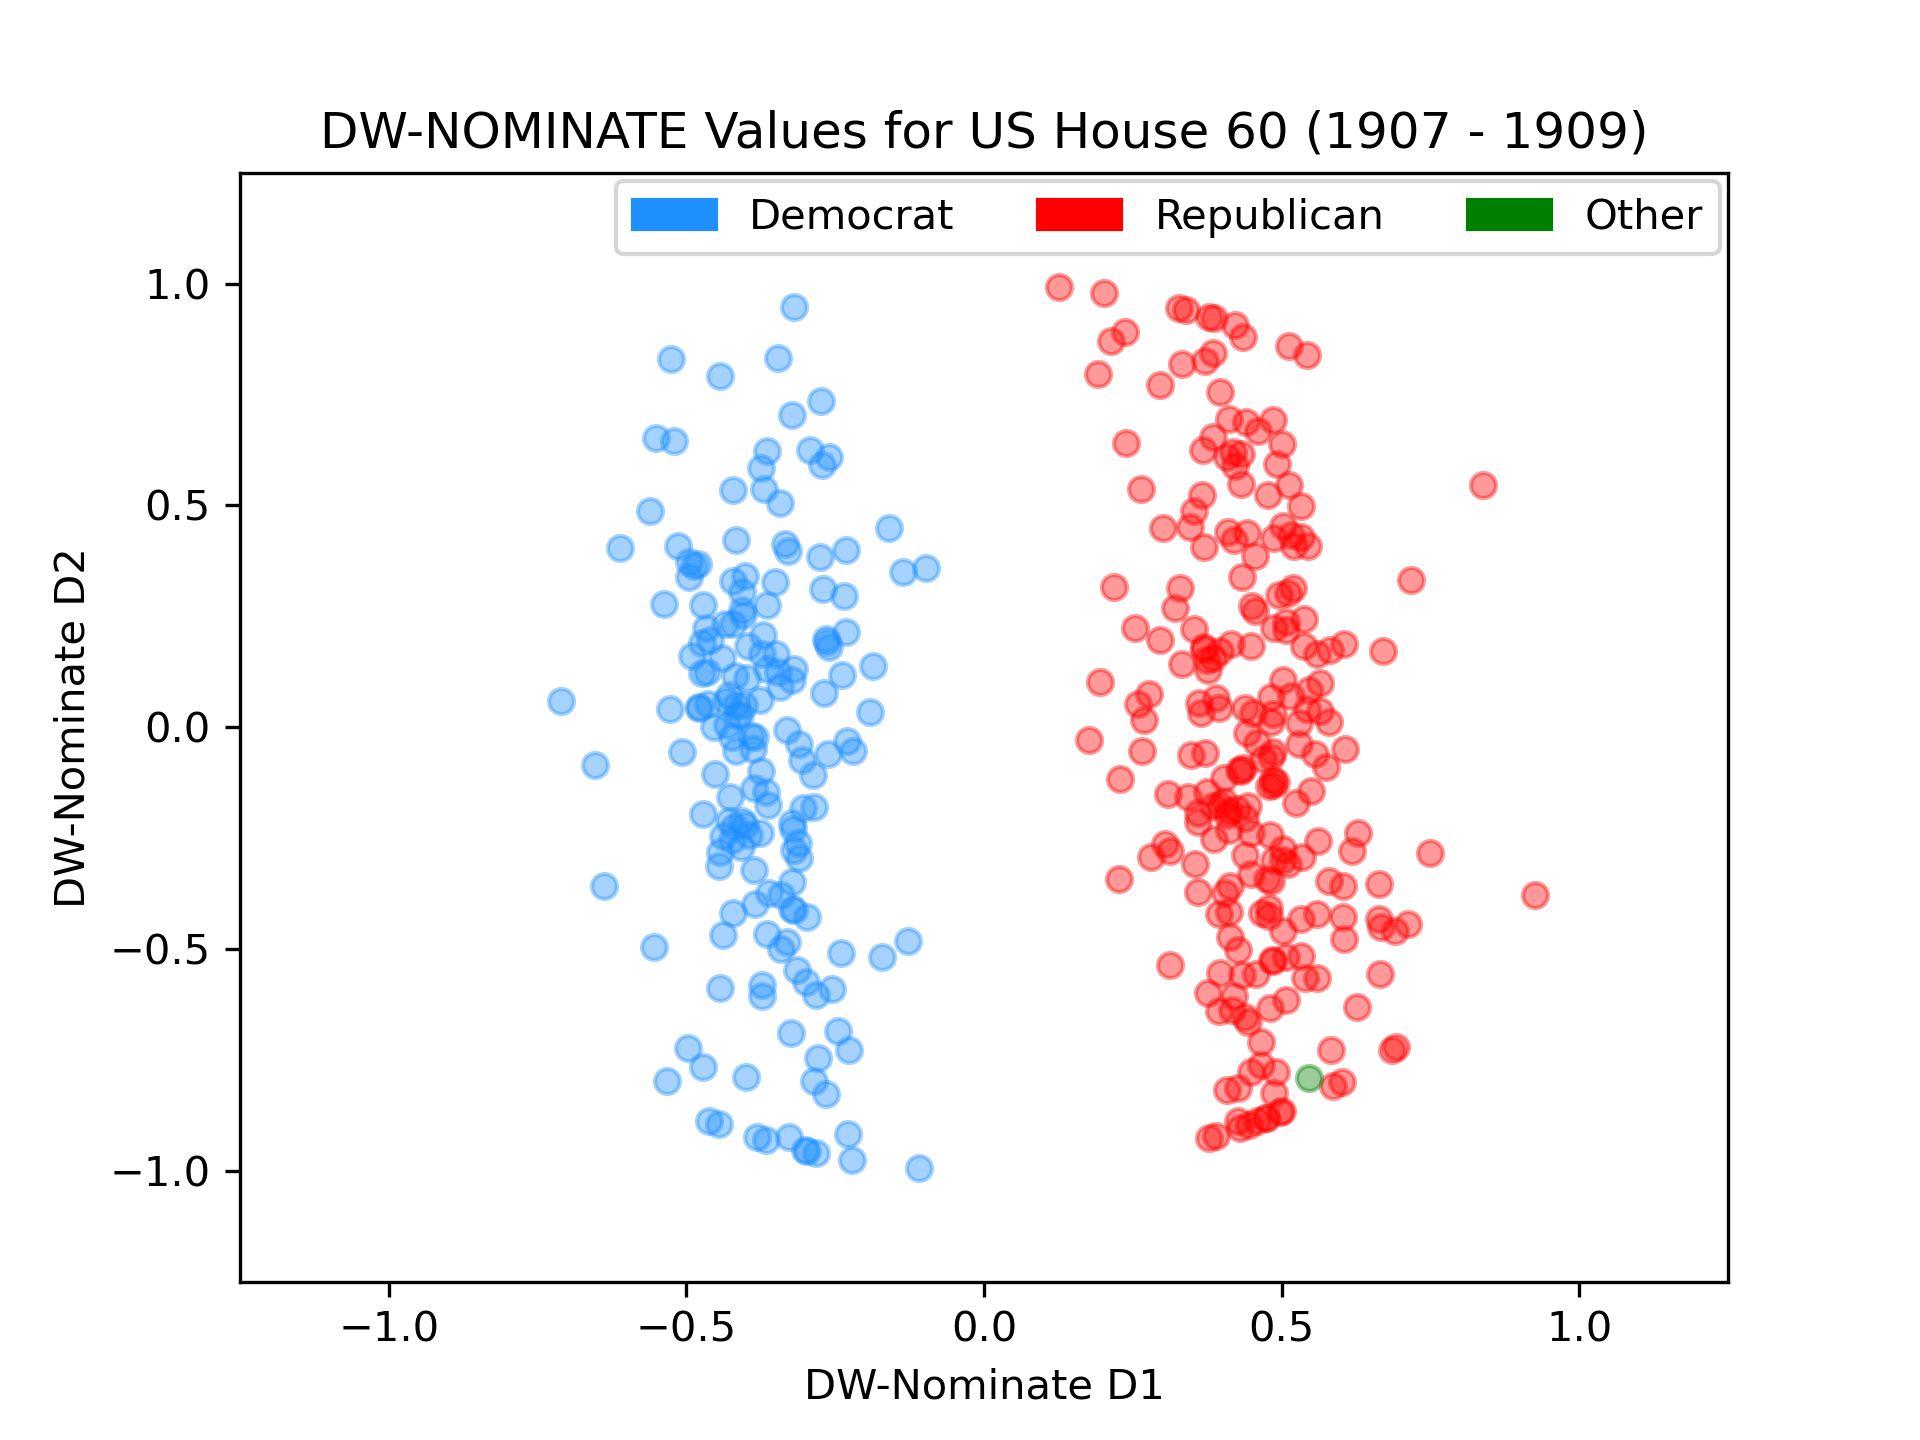 DW-NOMINATE Values for US House 60 (1907 - 1909)
Democrat Republican Other
1.0
0.5
0.0
−0.5
−1.0
DW-Nominate D2
−1.0 −0.5 0.0 0.5 1.0
DW-Nominate D1